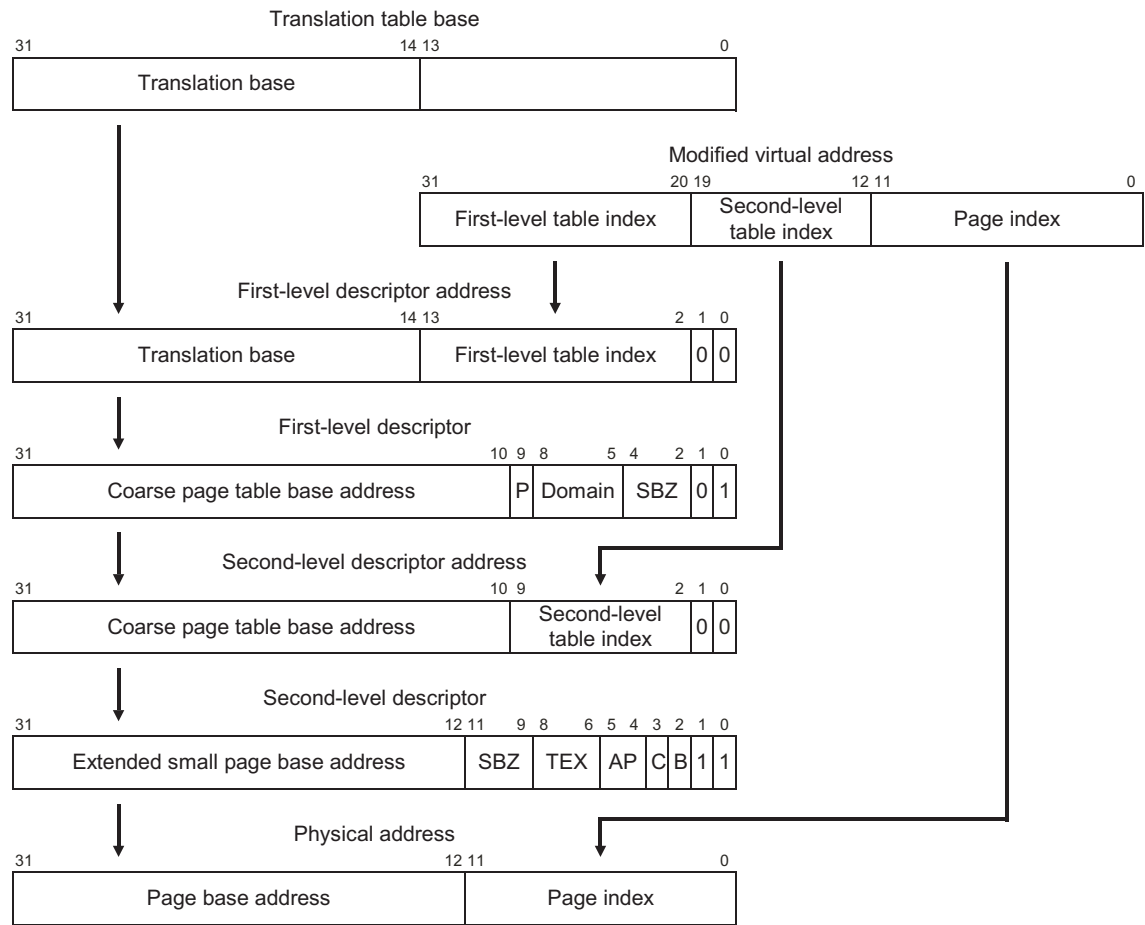 Translation table base
31 14 13 0
Translation base
Modified virtual address
31 20 19 12 11 0
First-level table index Second-level table index Page index
First-level descriptor address
31 14 13 2 1 0
Translation base First-level table index 0 0
First-level descriptor
31 10 9 8 5 4 2 1 0
Coarse page table base address P Domain SBZ 0 1
Second-level descriptor address
31 10 9 2 1 0
Coarse page table base address Second-level table index 0 0
Second-level descriptor
31 12 11 9 8 6 5 4 3 2 1 0
Extended small page base address SBZ TEX AP C B 1 1
Physical address
31 12 11 0
Page base address Page index